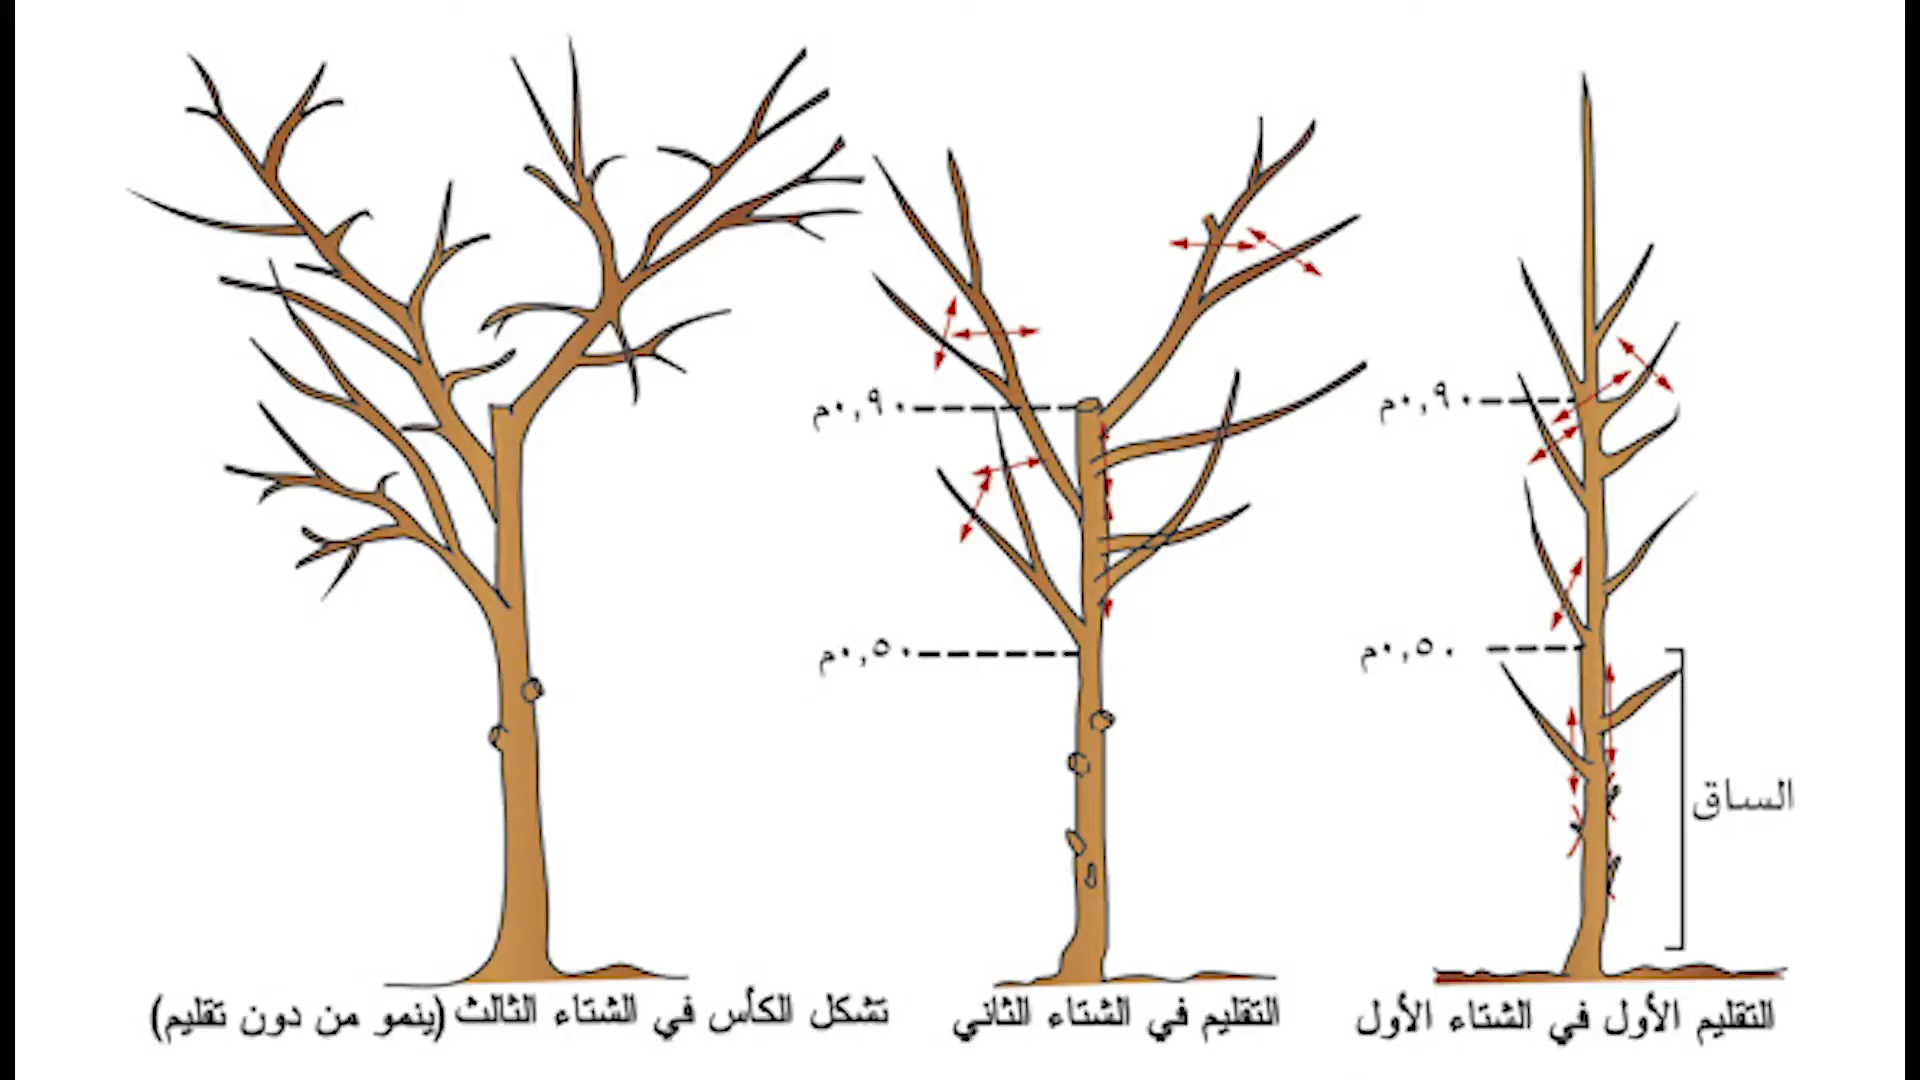 ٠,٩٠م
٠,٩٠م
٠,٥٠م
٠,٥٠م
الساق
التقليم الأول في الشتاء الأول
التقليم في الشتاء الثاني
تشكل الكأس في الشتاء الثالث (ينمو من دون تقليم)